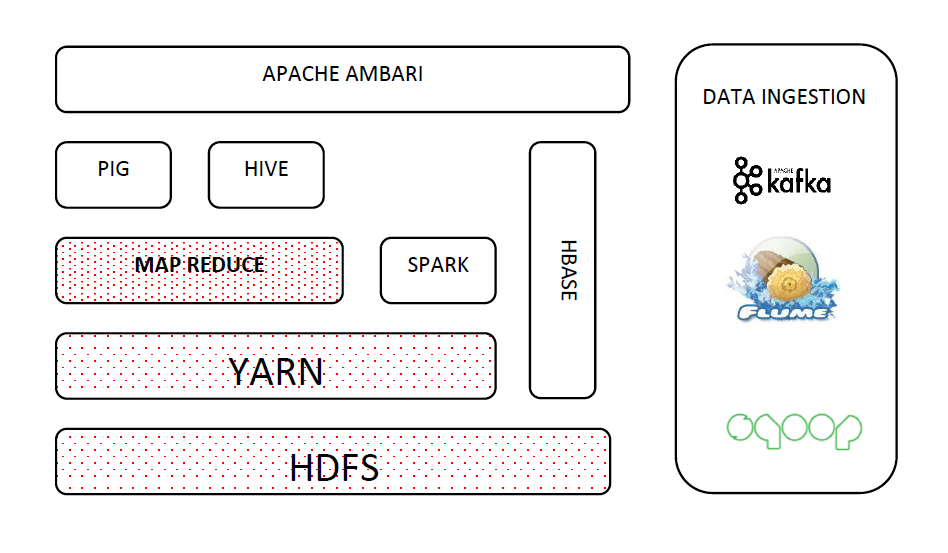 APACHE AMBARI
PIG
HIVE
MAP REDUCE
SPARK
YARN
HDFS
HBASE
DATA INGESTION
APACHE
kafka
FLUME
sqoop